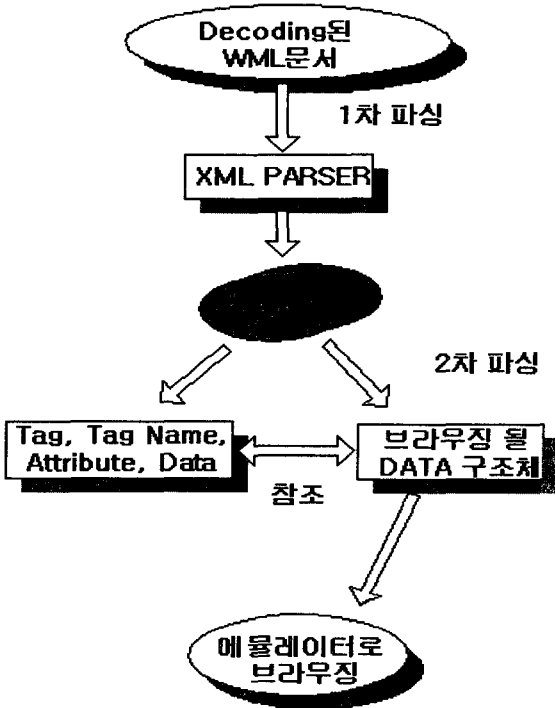 Decoding된
WML문서
1차 파싱
XML PARSER
2차 파싱
Tag, Tag Name,
Attribute, Data
참조
브라우징 될
DATA 구조체
에뮬레이터로
브라우징